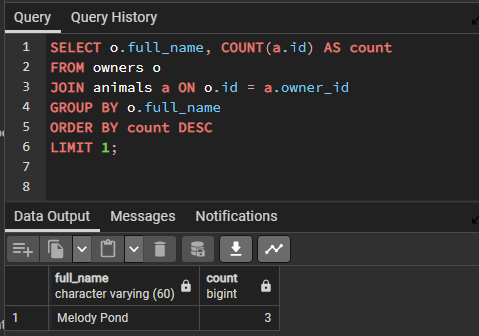 Query Query History
1 SELECT o.full_name, COUNT(a.id) AS count
2 FROM owners o
3 JOIN animals a ON o.id = a.owner_id
4 GROUP BY o.full_name
5 ORDER BY count DESC
6 LIMIT 1;
7
8
Data Output Messages Notifications
full_name count
character varying (60) bigint
1 Melody Pond 3